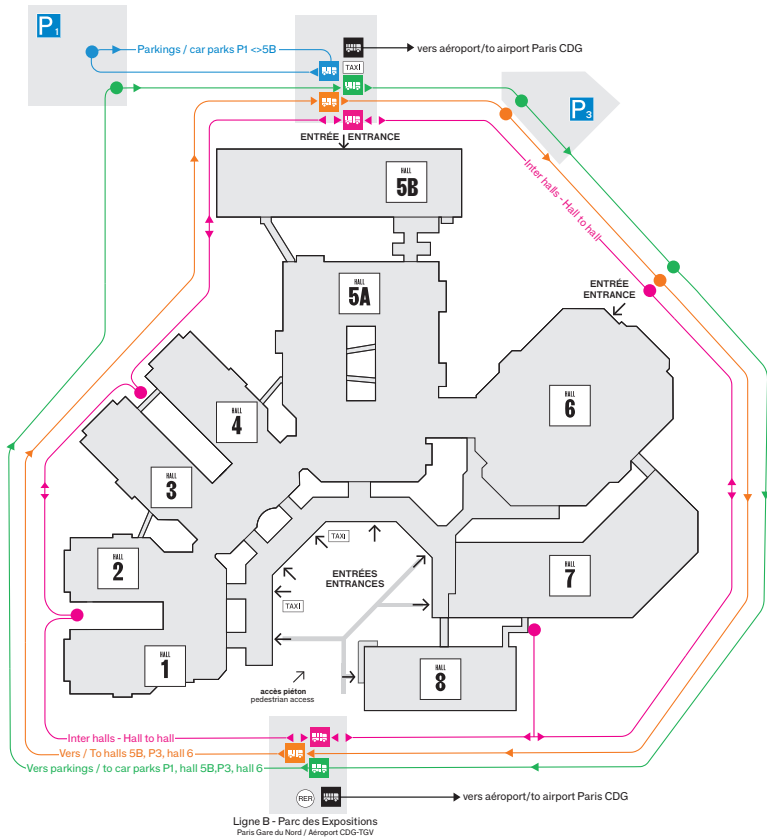 P1
Parkings / car parks P1 <>5B
vers aéroport/to airport Paris CDG
TAXI
P3
ENTRÉE ENTRANCE
HALL
5B
Inter halls - Hall to hall
HALL
5A
ENTRÉE
ENTRANCE
HALL
6
HALL
4
HALL
3
HALL
2
HALL
1
TAXI
ENTRÉES
ENTRANCES
TAXI
HALL
7
HALL
8
accès piéton
pedestrian access
Inter halls - Hall to hall
Vers / To halls 5B, P3, hall 6
Vers parkings / to car parks P1, hall 5B,P3, hall 6
RER
vers aéroport/to airport Paris CDG
Ligne B - Parc des Expositions
Paris Gare du Nord / Aéroport CDG-TGV